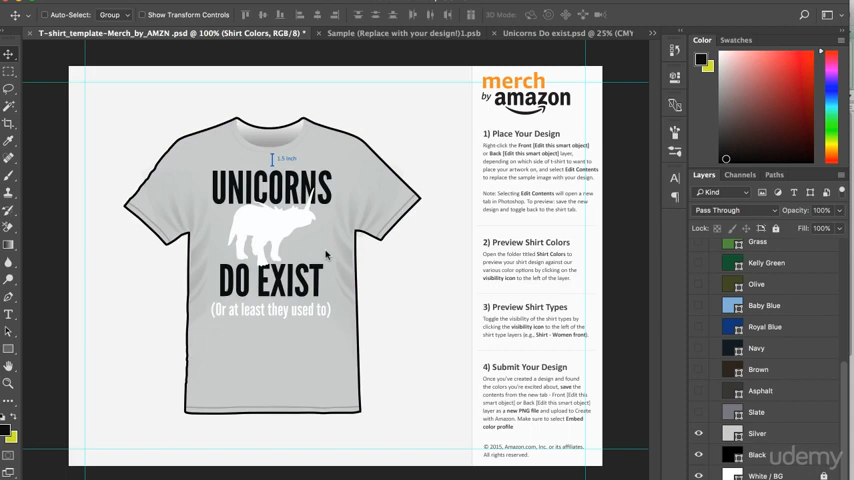 Auto-Select:
Group
Show Transform Controls
3D Mode:
T-shirt_template-Merch_by_AMZN.psd @ 100% (Shirt Colors, RGB/8) *
Sample (Replace with your design!)1.psb
Unicorns Do exist.psd @ 25% (CMY
1.5 inch
UNICORNS
DO EXIST
(Or at least they used to)
merch
by amazon
1) Place Your Design
Right-click the Front [Edit this smart object]
or Back [Edit this smart object] layer,
depending on which side of t-shirt you want to
place your artwork on, and select Edit Contents
to replace the sample image with your design.
Note: Selecting Edit Contents will open a new
tab in Photoshop. To preview: save the new
design and toggle back to the shirt tab.
2) Preview Shirt Colors
Open the folder titled Shirt Colors to
preview your shirt design against our
various color options by clicking on the
visibility icon to the left of the layer.
3) Preview Shirt Types
Toggle the visibility of the shirt types by
clicking the visibility icon to the left of the
shirt type layers (e.g., Shirt - Women front).
4) Submit Your Design
Once you've created a design and found
the colors you're excited about, save the
contents from the new tab - Front [Edit this
smart object] or Back [Edit this smart object]
layer as a new PNG file and upload to Create
with Amazon. Make sure to select Embed
color profile
© 2015, Amazon.com, Inc. or its affiliates.
All rights reserved.
Color
Swatches
Layers
Channels
Paths
Kind
Pass Through
Opacity: 100%
Lock:
Fill: 100%
Grass
Kelly Green
Olive
Baby Blue
Royal Blue
Navy
Brown
Asphalt
Slate
Silver
Black
White / BG
udemy